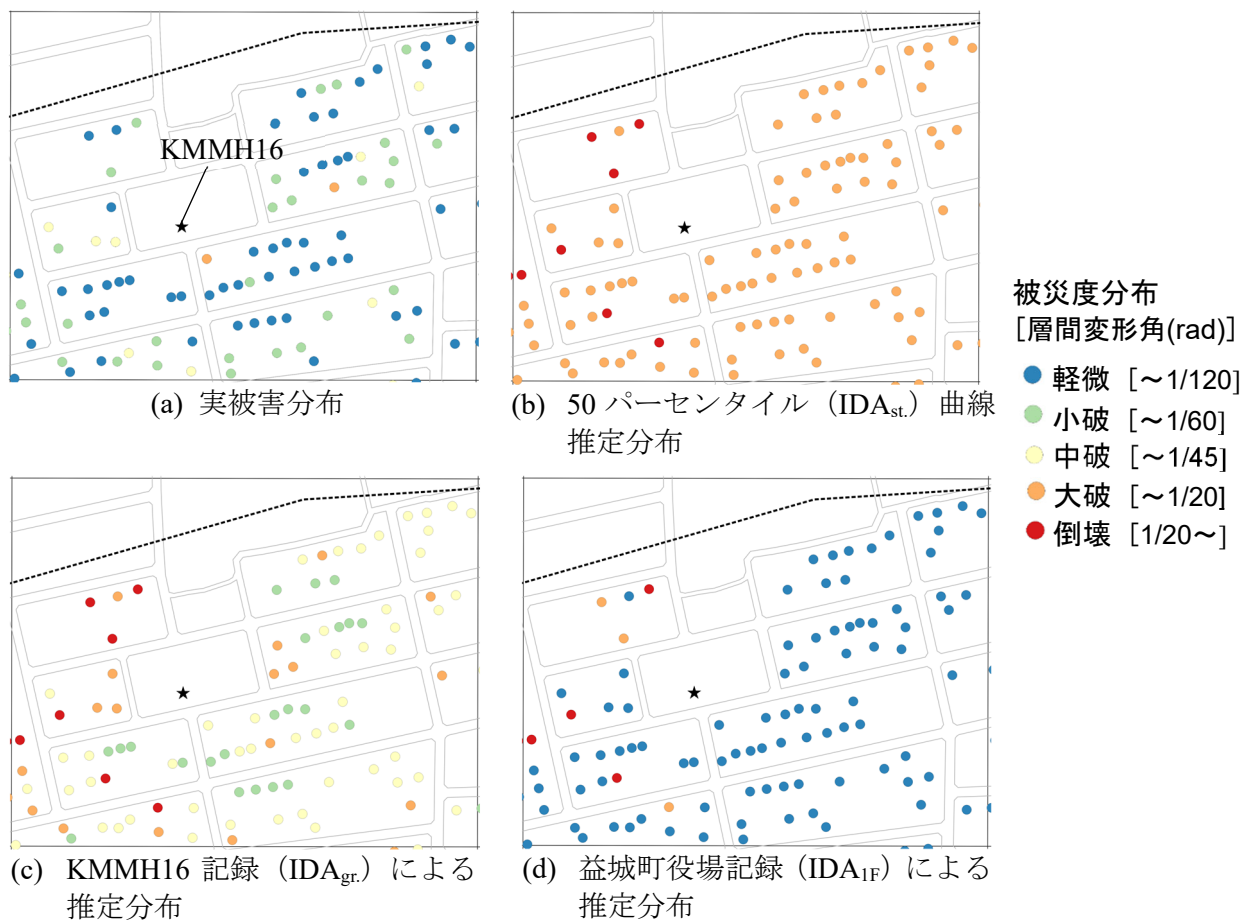 KMMH16
(a) 実被害分布
(b) 50 パーセンタイル（IDAst.）曲線
推定分布
被災度分布
［層間変形角(rad)］
軽微［～1/120］
小破［～1/60］
中破［～1/45］
大破［～1/20］
倒壊［1/20～］
(c) KMMH16 記録（IDAgr.）による
推定分布
(d) 益城町役場記録（IDA1F）による
推定分布